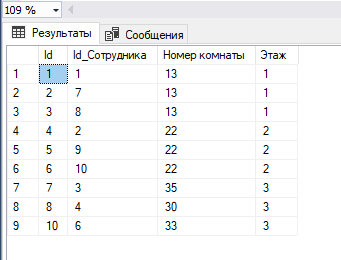 109 %
Результаты Сообщения
Id Id_Сотрудника Номер комнаты Этаж
1 1 1 13 1
2 2 7 13 1
3 3 8 13 1
4 4 2 22 2
5 5 9 22 2
6 6 10 22 2
7 7 3 35 3
8 8 4 30 3
9 10 6 33 3